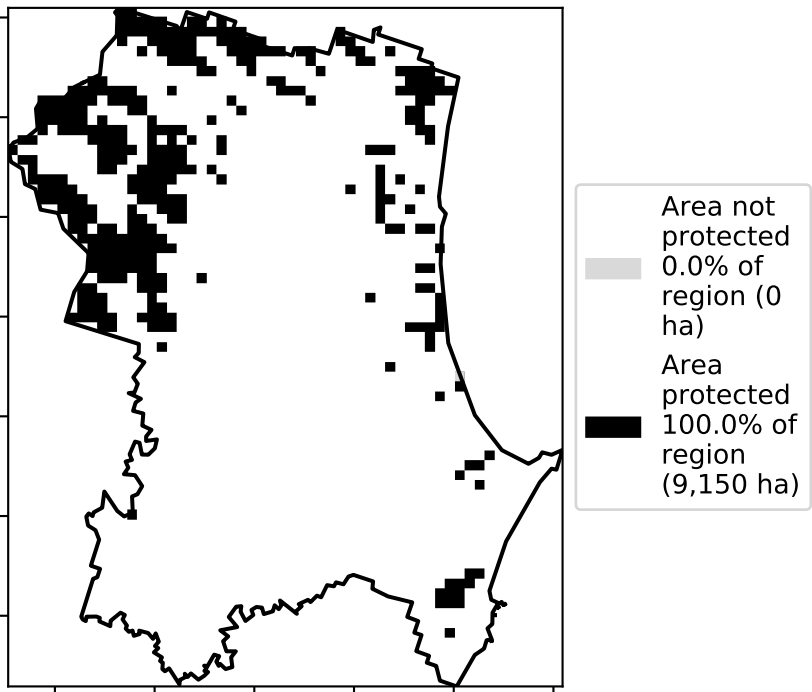 Area not
protected
0.0% of
region (0
ha)
Area
protected
100.0% of
region
(9,150 ha)